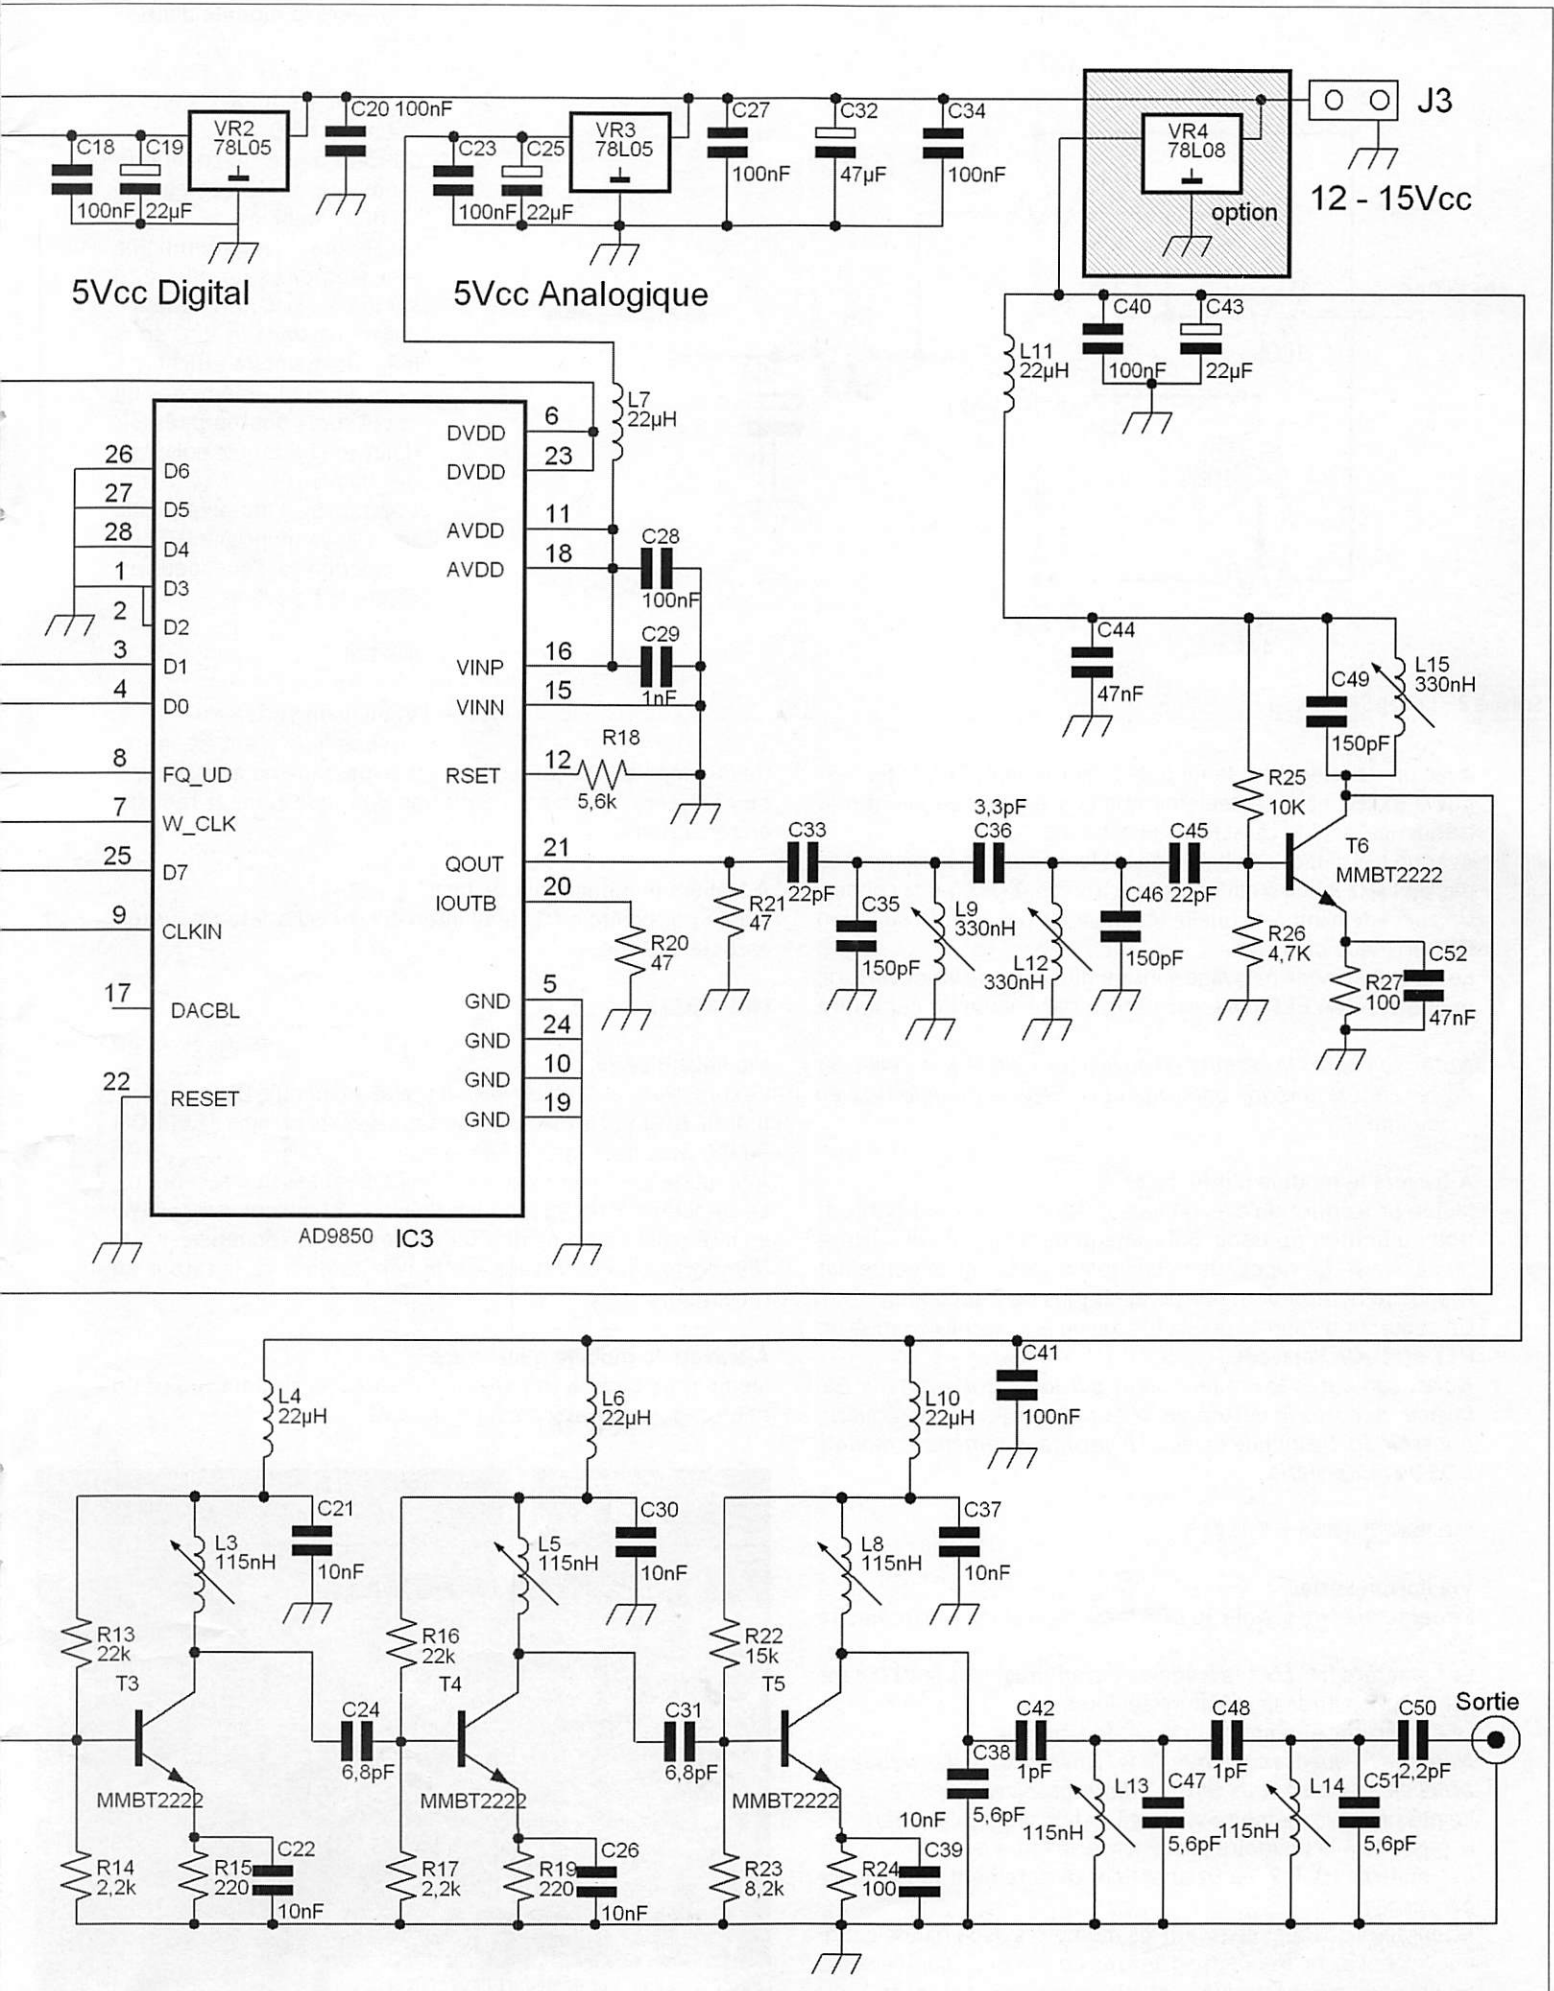 C20 100nF
C18
C19
VR2
78L05
100nF
22µF
5Vcc Digital
C23
C25
VR3
78L05
100nF
22µF
5Vcc Analogique
C27
100nF
C32
47µF
C34
100nF
VR4
78L08
option
J3
12 - 15Vcc
C40
100nF
C43
22µF
L11
22µH
L7
22µH
26
D6
27
D5
28
D4
1
D3
2
D2
3
D1
4
D0
8
FQ_UD
7
W_CLK
25
D7
9
CLKIN
17
DACBL
22
RESET
DVDD
6
DVDD
23
AVDD
11
AVDD
18
VINP
16
VINN
15
RSET
12
QOUT
21
IOUTB
20
GND
5
GND
24
GND
10
GND
19
AD9850 IC3
C28
100nF
C29
1nF
R18
5,6k
R20
47
R21
47
C33
22pF
C35
150pF
L9
330nH
3,3pF
C36
L12
330nH
C46
150pF
C45
22pF
C44
47nF
R25
10K
R26
4,7K
C49
150pF
L15
330nH
T6
MMBT2222
R27
100
C52
47nF
L4
22µH
L6
22µH
L10
22µH
C41
100nF
L3
115nH
C21
10nF
R13
22k
T3
MMBT2222
R14
2,2k
R15
220
C22
10nF
C24
6,8pF
L5
115nH
C30
10nF
R16
22k
T4
MMBT2222
R17
2,2k
R19
220
C26
10nF
C31
6,8pF
L8
115nH
C37
10nF
R22
15k
T5
MMBT2222
R23
8,2k
R24
100
10nF
C39
C38
5,6pF
C42
1pF
L13
115nH
C47
5,6pF
C48
1pF
L14
115nH
C51
5,6pF
C50
2,2pF
Sortie